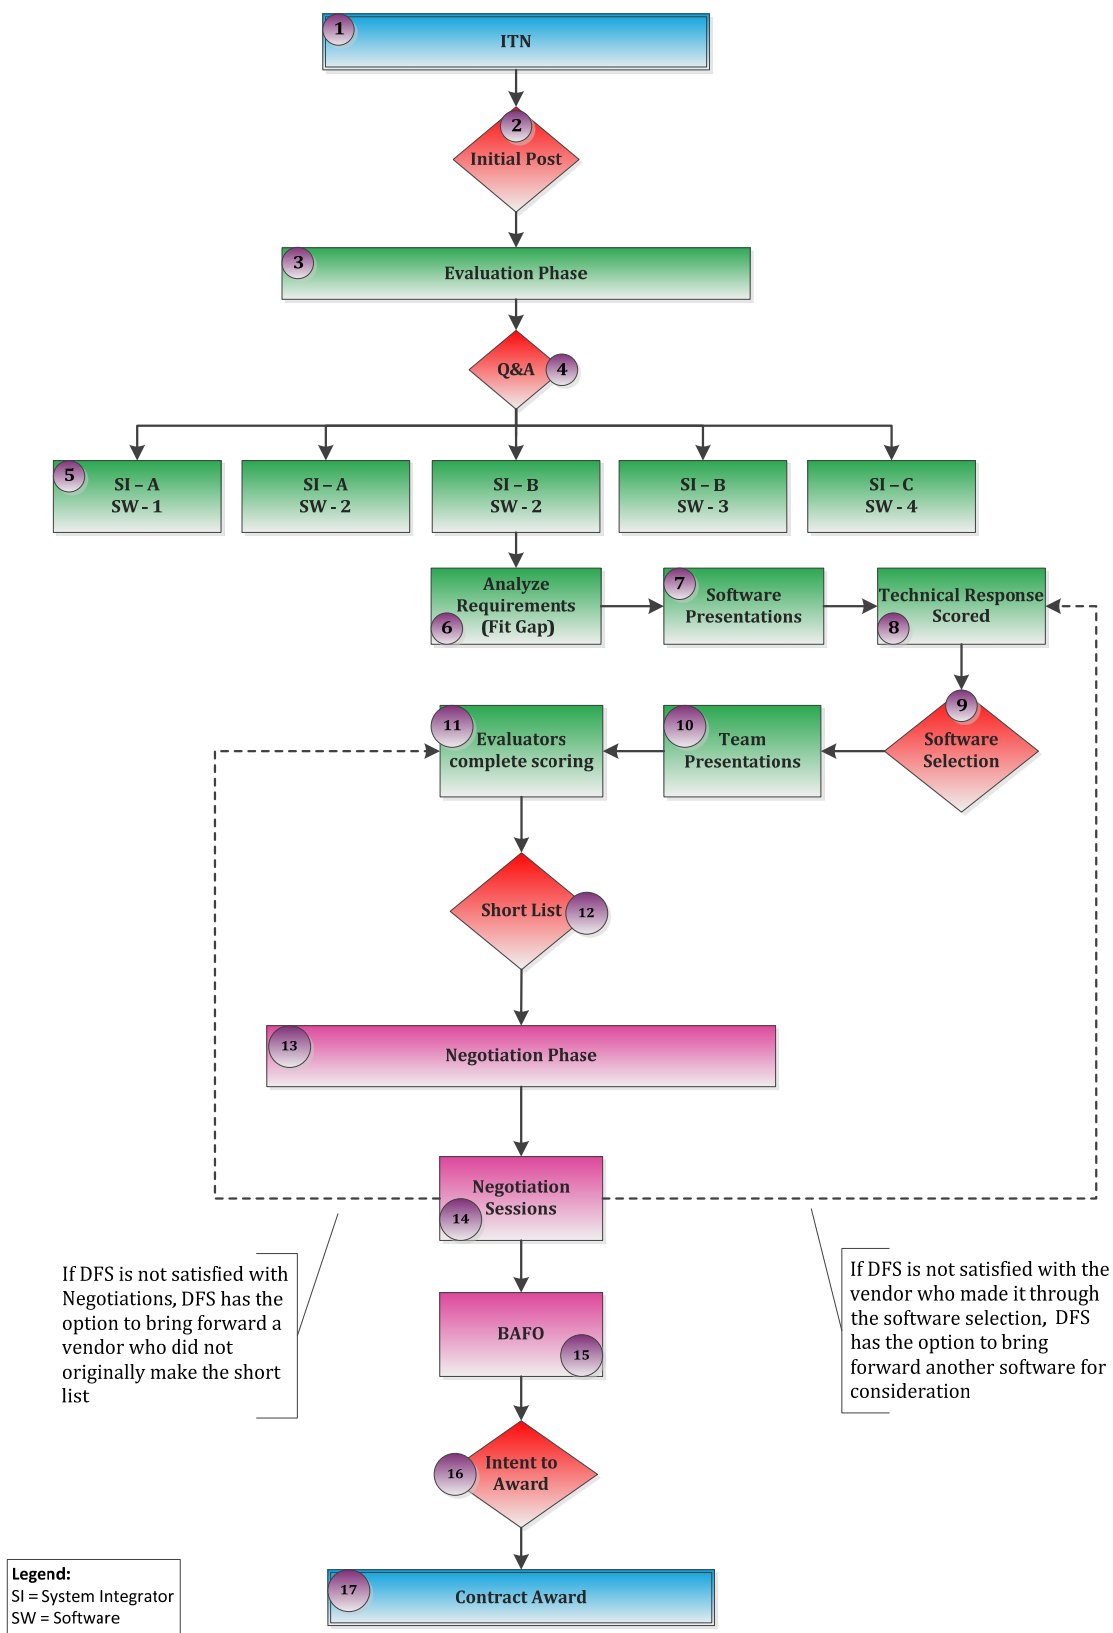 1
ITN
2
Initial Post
3
Evaluation Phase
Q&A
4
5
SI – A
SW - 1
SI – A
SW - 2
SI – B
SW - 2
SI – B
SW - 3
SI – C
SW - 4
Analyze
Requirements
(Fit Gap)
6
7
Software
Presentations
Technical Response
Scored
8
9
Software
Selection
10
Team
Presentations
11
Evaluators
complete scoring
Short List
12
13
Negotiation Phase
Negotiation
Sessions
14
If DFS is not satisfied with
Negotiations, DFS has the
option to bring forward a
vendor who did not
originally make the short
list
If DFS is not satisfied with the
vendor who made it through
the software selection, DFS
has the option to bring
forward another software for
consideration
BAFO
15
16
Intent to
Award
17
Contract Award
Legend:
SI = System Integrator
SW = Software